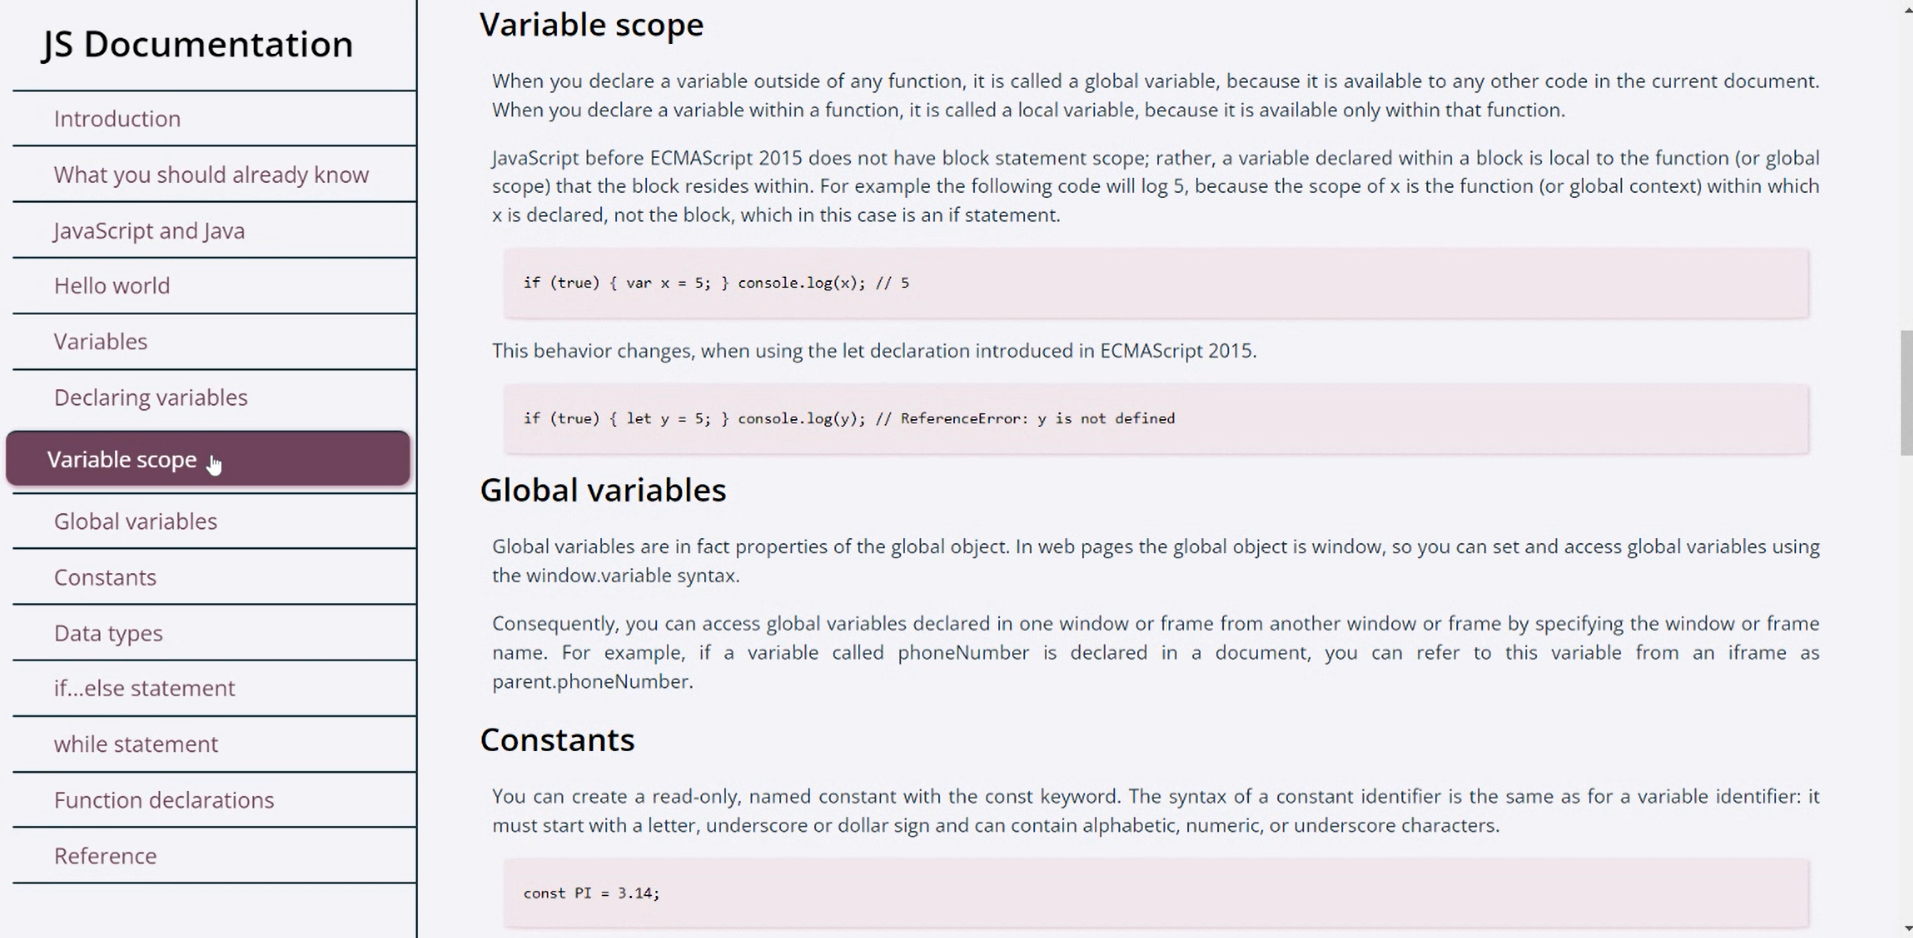 JS Documentation
Introduction
What you should already know
JavaScript and Java
Hello world
Variables
Declaring variables
Variable scope
Global variables
Constants
Data types
if...else statement
while statement
Function declarations
Reference
Variable scope
When you declare a variable outside of any function, it is called a global variable, because it is available to any other code in the current document.
When you declare a variable within a function, it is called a local variable, because it is available only within that function.
JavaScript before ECMAScript 2015 does not have block statement scope; rather, a variable declared within a block is local to the function (or global
scope) that the block resides within. For example the following code will log 5, because the scope of x is the function (or global context) within which
x is declared, not the block, which in this case is an if statement.
if (true) { var x = 5; } console.log(x); // 5
This behavior changes, when using the let declaration introduced in ECMAScript 2015.
if (true) { let y = 5; } console.log(y); // ReferenceError: y is not defined
Global variables
Global variables are in fact properties of the global object. In web pages the global object is window, so you can set and access global variables using
the window.variable syntax.
Consequently, you can access global variables declared in one window or frame from another window or frame by specifying the window or frame
name. For example, if a variable called phoneNumber is declared in a document, you can refer to this variable from an iframe as
parent.phoneNumber.
Constants
You can create a read-only, named constant with the const keyword. The syntax of a constant identifier is the same as for a variable identifier: it
must start with a letter, underscore or dollar sign and can contain alphabetic, numeric, or underscore characters.
const PI = 3.14;